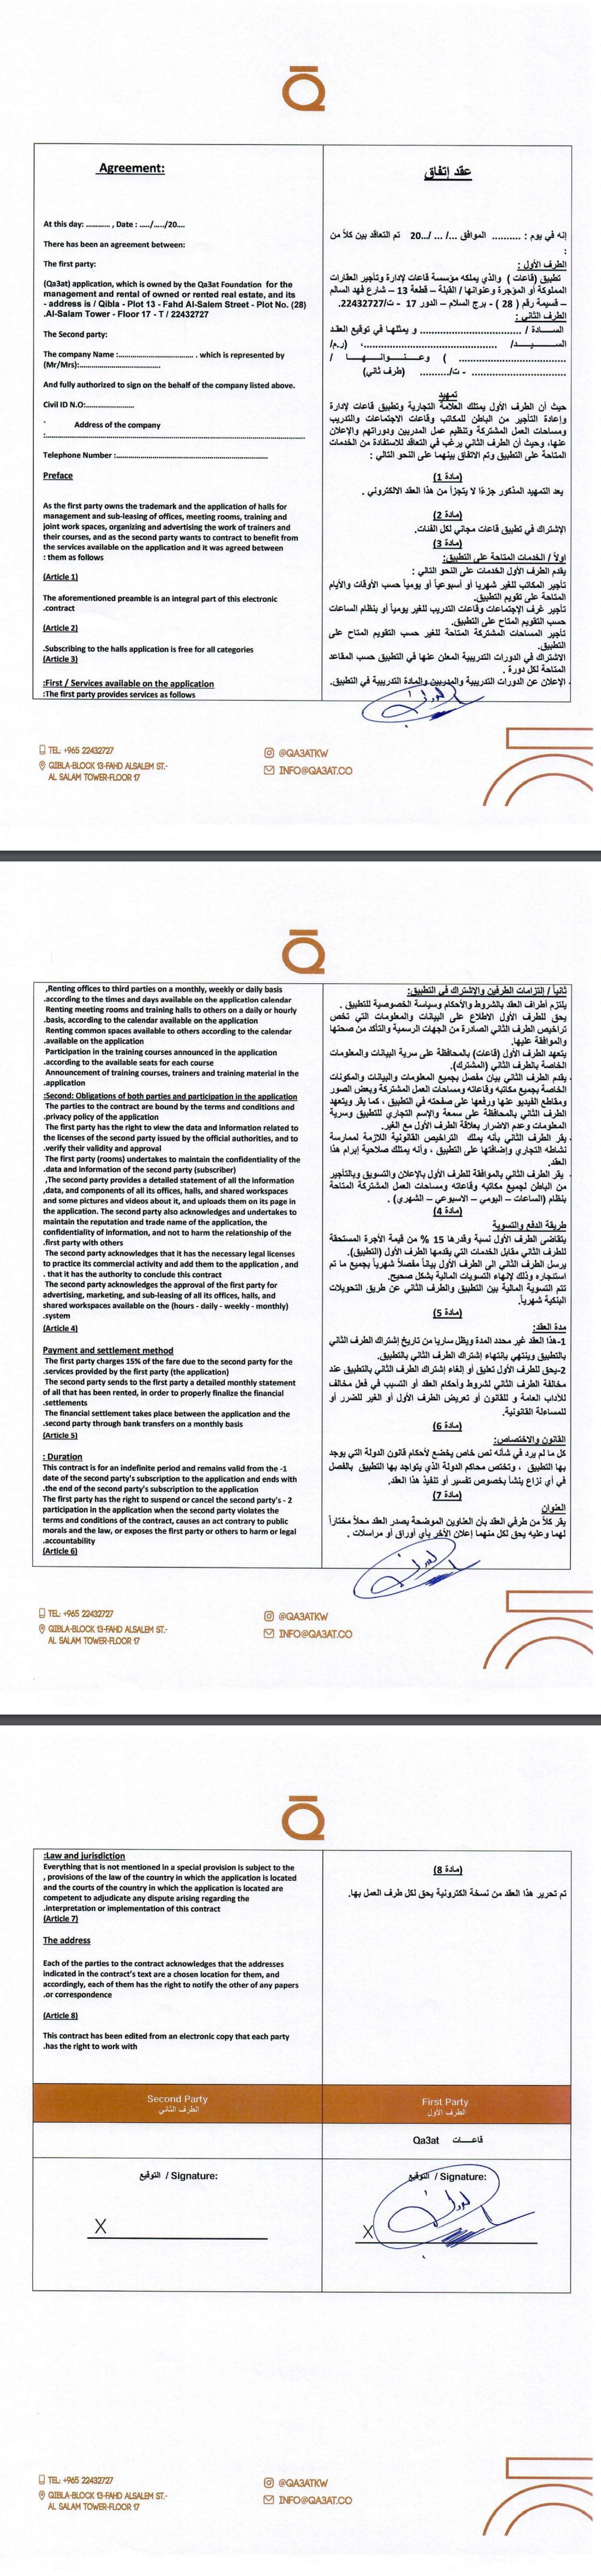 Agreement:
At this day: ........... , Date : ...../...../20....
There has been an agreement between:
The first party:
(Qa3at) application, which is owned by the Qa3at Foundation for the
management and rental of owned or rented real estate, and its
- address is / Qibla - Plot 13 - Fahd Al-Salem Street - Plot No. (28)
.Al-Salam Tower - Floor 17 - T / 22432727
The Second party:
The company Name :............................... , which is represented by
(Mr/Mrs):.................................
And fully authorized to sign on the behalf of the company listed above.
Civil ID N.O:....................
Address of the company
:.............................................................................................
Telephone Number :.......................................................
Preface
As the first party owns the trademark and the application of halls for
management and sub-leasing of offices, meeting rooms, training and
joint work spaces, organizing and advertising the work of trainers and
their courses, and as the second party wants to contract to benefit from
the services available on the application and it was agreed between
: them as follows
(Article 1)
The aforementioned preamble is an integral part of this electronic
.contract
(Article 2)
.Subscribing to the halls application is free for all categories
(Article 3)
:First / Services available on the application
:The first party provides services as follows
عقد إتفاق
إنه في يوم : .......... الموافق .../ ... /...20 تم التعاقد بين كلاً من
:
الطرف الأول :
تطبيق (قاعات ) والذي يملكه مؤسسة قاعات لإدارة وتأجير العقارات
المملوكة أو المؤجرة وعنوانها / القبلة – قطعة 13 – شارع فهد السالم
– قسيمة رقم ( 28 ) - برج السلام – الدور 17 - ت/22432727.
الطرف الثاني :
الســـــادة / ........................ و يمثلها في توقيع العقد
الســـــيد/ ..................................، (ر.م/
........................... ) وعـــنـــوانـــهـــا /
........................... - ت/.......... (طرف ثاني)
تمهيد
حيث أن الطرف الأول يمتلك العلامة التجارية وتطبيق قاعات لإدارة
وإعادة التأجير من الباطن للمكاتب وقاعات الاجتماعات والتدريب
ومساحات العمل المشتركة وتنظيم عمل المدربين ودوراتهم والإعلان
عنها، وحيث أن الطرف الثاني يرغب في التعاقد للاستفادة من الخدمات
المتاحة على التطبيق وتم الاتفاق بينهما على النحو التالي :
(مادة 1)
يعد التمهيد المذكور جزءًا لا يتجزأ من هذا العقد الالكتروني .
(مادة 2)
الإشتراك في تطبيق قاعات مجاني لكل الفئات.
(مادة 3)
اولاً / الخدمات المتاحة على التطبيق:
يقدم الطرف الأول الخدمات على النحو التالي :
تأجير المكاتب للغير شهريا أو أسبوعياً أو يومياً حسب الأوقات والأيام
المتاحة على تقويم التطبيق.
تأجير غرف الإجتماعات وقاعات التدريب للغير يومياً أو بنظام الساعات
حسب التقويم المتاح على التطبيق.
تأجير المساحات المشتركة المتاحة للغير حسب التقويم المتاح على
التطبيق.
الاشتراك في الدورات التدريبية المعلن عنها في التطبيق حسب المقاعد
المتاحة لكل دورة .
الإعلان عن الدورات التدريبية والمدربين والمادة التدريبية في التطبيق.
TEL: +965 22432727
QIBLA-BLOCK 13-FAHD ALSALEM ST.-
AL SALAM TOWER-FLOOR 17
@QA3ATKW
INFO@QA3AT.CO
,Renting offices to third parties on a monthly, weekly or daily basis
.according to the times and days available on the application calendar
Renting meeting rooms and training halls to others on a daily or hourly
.basis, according to the calendar available on the application
Renting common spaces available to others according to the calendar
.available on the application
Participation in the training courses announced in the application
.according to the available seats for each course
Announcement of training courses, trainers and training material in the
.application
:Second: Obligations of both parties and participation in the application
The parties to the contract are bound by the terms and conditions and
.privacy policy of the application
The first party has the right to view the data and information related to
the licenses of the second party issued by the official authorities, and to
.verify their validity and approval
The first party (rooms) undertakes to maintain the confidentiality of the
.data and information of the second party (subscriber)
,The second party provides a detailed statement of all the information
,data, and components of all its offices, halls, and shared workspaces
and some pictures and videos about it, and uploads them on its page in
the application. The second party also acknowledges and undertakes to
maintain the reputation and trade name of the application, the
confidentiality of information, and not to harm the relationship of the
.first party with others
The second party acknowledges that it has the necessary legal licenses
to practice its commercial activity and add them to the application , and
. that it has the authority to conclude this contract
The second party acknowledges the approval of the first party for
advertising, marketing, and sub-leasing of all its offices, halls, and
shared workspaces available on the (hours - daily - weekly - monthly)
.system
(Article 4)
Payment and settlement method
The first party charges 15% of the fare due to the second party for the
.services provided by the first party (the application)
The second party sends to the first party a detailed monthly statement
of all that has been rented, in order to properly finalize the financial
.settlements
The financial settlement takes place between the application and the
.second party through bank transfers on a monthly basis
(Article 5)
: Duration
This contract is for an indefinite period and remains valid from the -1
date of the second party's subscription to the application and ends with
.the end of the second party's subscription to the application
The first party has the right to suspend or cancel the second party's - 2
participation in the application when the second party violates the
terms and conditions of the contract, causes an act contrary to public
morals and the law, or exposes the first party or others to harm or legal
.accountability
(Article 6)
ثانياً / إلتزامات الطرفين والإشتراك في التطبيق:
يلتزم أطراف العقد بالشروط والأحكام وسياسة الخصوصية للتطبيق .
يحق للطرف الأول الاطلاع على البيانات والمعلومات التي تخص
تراخيص الطرف الثاني الصادرة من الجهات الرسمية والتأكد من صحتها
والموافقة عليها.
يتعهد الطرف الأول (قاعات) بالمحافظة على سرية البيانات والمعلومات
الخاصة بالطرف الثاني (المشترك).
يقدم الطرف الثاني بيان مفصل بجميع المعلومات والبيانات والمكونات
الخاصة بجميع مكاتبه وقاعاته ومساحات العمل المشتركة وبعض الصور
ومقاطع الفيديو عنها ورفعها على صفحته في التطبيق ، كما يقر ويتعهد
الطرف الثاني بالمحافظة على سمعة والإسم التجاري للتطبيق وسرية
المعلومات وعدم الاضرار بعلاقة الطرف الأول مع الغير.
يقر الطرف الثاني بأنه يملك التراخيص القانونية اللازمة لممارسة
نشاطه التجاري وإضافتها على التطبيق ، وأنه يمتلك صلاحية إبرام هذا
العقد.
يقر الطرف الثاني بالموافقة للطرف الأول بالإعلان والتسويق وبالتأجير
من الباطن لجميع مكاتبه وقاعاته ومساحات العمل المشتركة المتاحة
بنظام (الساعات – اليومي – الاسبوعي – الشهري) .
(مادة 4)
طريقة الدفع والتسوية
يتقاضى الطرف الأول نسبة وقدرها 15 % من قيمة الأجرة المستحقة
للطرف الثاني مقابل الخدمات التي يقدمها الطرف الأول (التطبيق).
يرسل الطرف الثاني الى الطرف الأول بياناً مفصلاً شهرياً بجميع ما تم
استنجاره وذلك لإنهاء التسويات المالية بشكل صحيح.
تتم التسوية المالية بين التطبيق والطرف الثاني عن طريق التحويلات
البنكية شهرياً.
(مادة 5)
مدة العقد:
1-هذا العقد غير محدد المدة ويظل ساريا من تاريخ إشتراك الطرف الثاني
بالتطبيق وينتهي بإنتهاء إشتراك الطرف الثاني بالتطبيق.
2-يحق للطرف الأول تعليق أو إلغاء إشتراك الطرف الثاني بالتطبيق عند
مخالفة الطرف الثاني لشروط وأحكام العقد أو التسبب في فعل مخالف
للآداب العامة و للقانون أو تعريض الطرف الأول أو الغير للضرر أو
للمساءلة القانونية.
(مادة 6)
القانون والاختصاص:
كل ما لم يرد في شأنه نص خاص يخضع لأحكام قانون الدولة التي يوجد
بها التطبيق ، وتختص محاكم الدولة الذي يتواجد بها التطبيق بالفصل
في أي نزاع ينشأ بخصوص تفسير أو تنفيذ هذا العقد.
(مادة 7)
العنوان
يقر كلاً من طرفي العقد بأن العناوين الموضحة بصدر العقد محلاً مختاراً
لهما وعليه يحق لكل منهما إعلان الأخر بأي أوراق أو مراسلات .
TEL: +965 22432727
QIBLA-BLOCK 13-FAHD ALSALEM ST.-
AL SALAM TOWER-FLOOR 17
@QA3ATKW
INFO@QA3AT.CO
:Law and jurisdiction
Everything that is not mentioned in a special provision is subject to the
, provisions of the law of the country in which the application is located
and the courts of the country in which the application is located are
competent to adjudicate any dispute arising regarding the
.interpretation or implementation of this contract
(Article 7)
The address
Each of the parties to the contract acknowledges that the addresses
indicated in the contract's text are a chosen location for them, and
accordingly, each of them has the right to notify the other of any papers
.or correspondence
(Article 8)
This contract has been edited from an electronic copy that each party
.has the right to work with
(مادة 8)
تم تحرير هذا العقد من نسخة الكترونية يحق لكل طرف العمل بها.
Second Party
الطرف الثاني
First Party
الطرف الأول
Qa3at قاعـــات
التوقيع / Signature:
X
التوقيع / Signature:
X
TEL: +965 22432727
QIBLA-BLOCK 13-FAHD ALSALEM ST.-
AL SALAM TOWER-FLOOR 17
@QA3ATKW
INFO@QA3AT.CO